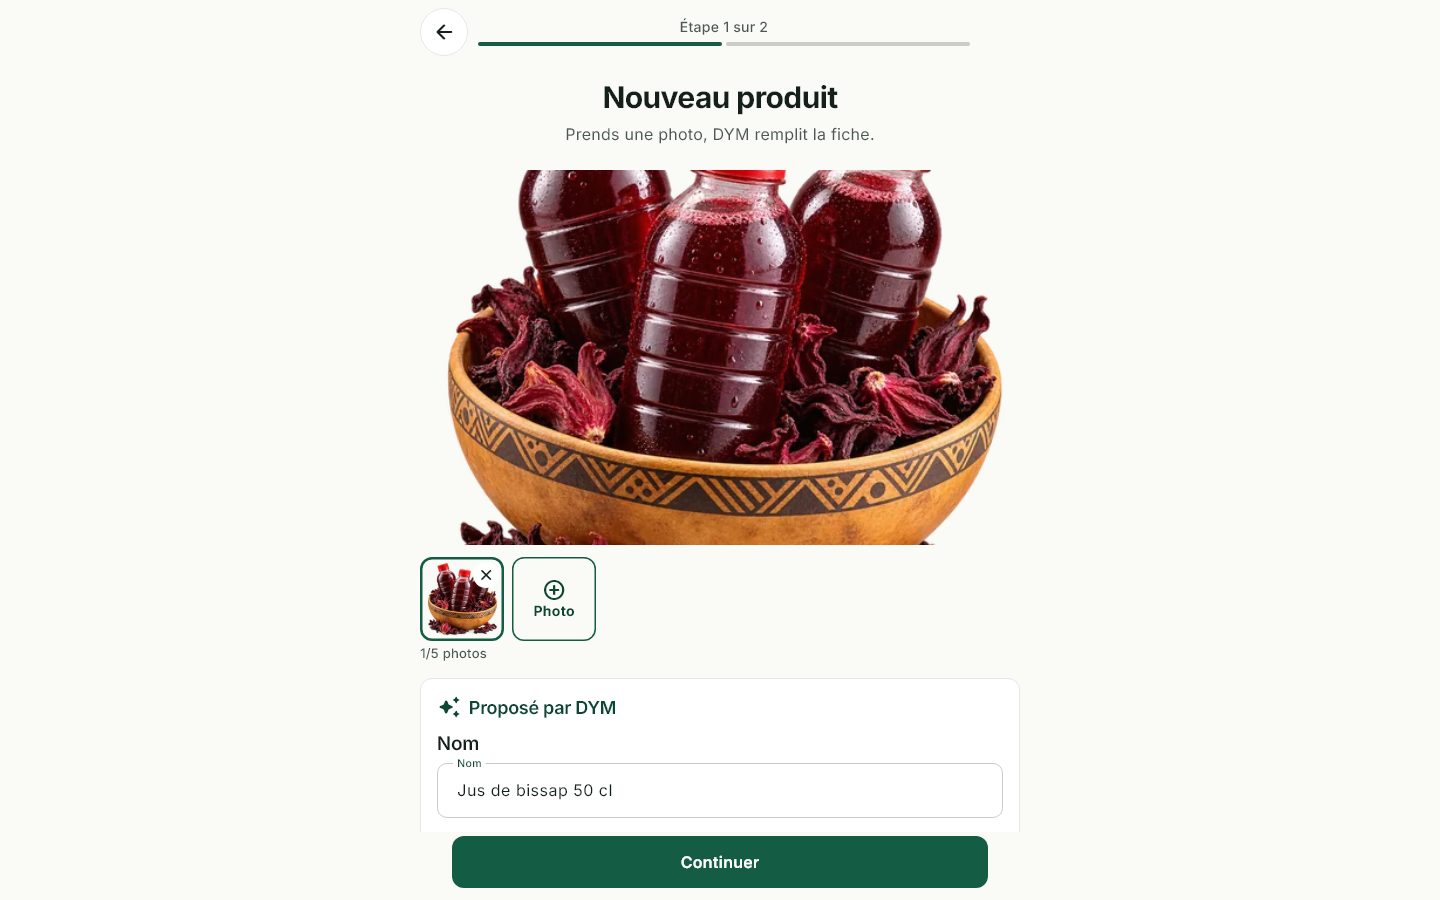 Étape 1 sur 2
Nouveau produit
Prends une photo, DYM remplit la fiche.
Photo
1/5 photos
Proposé par DYM
Nom
Nom
Jus de bissap 50 cl
Continuer